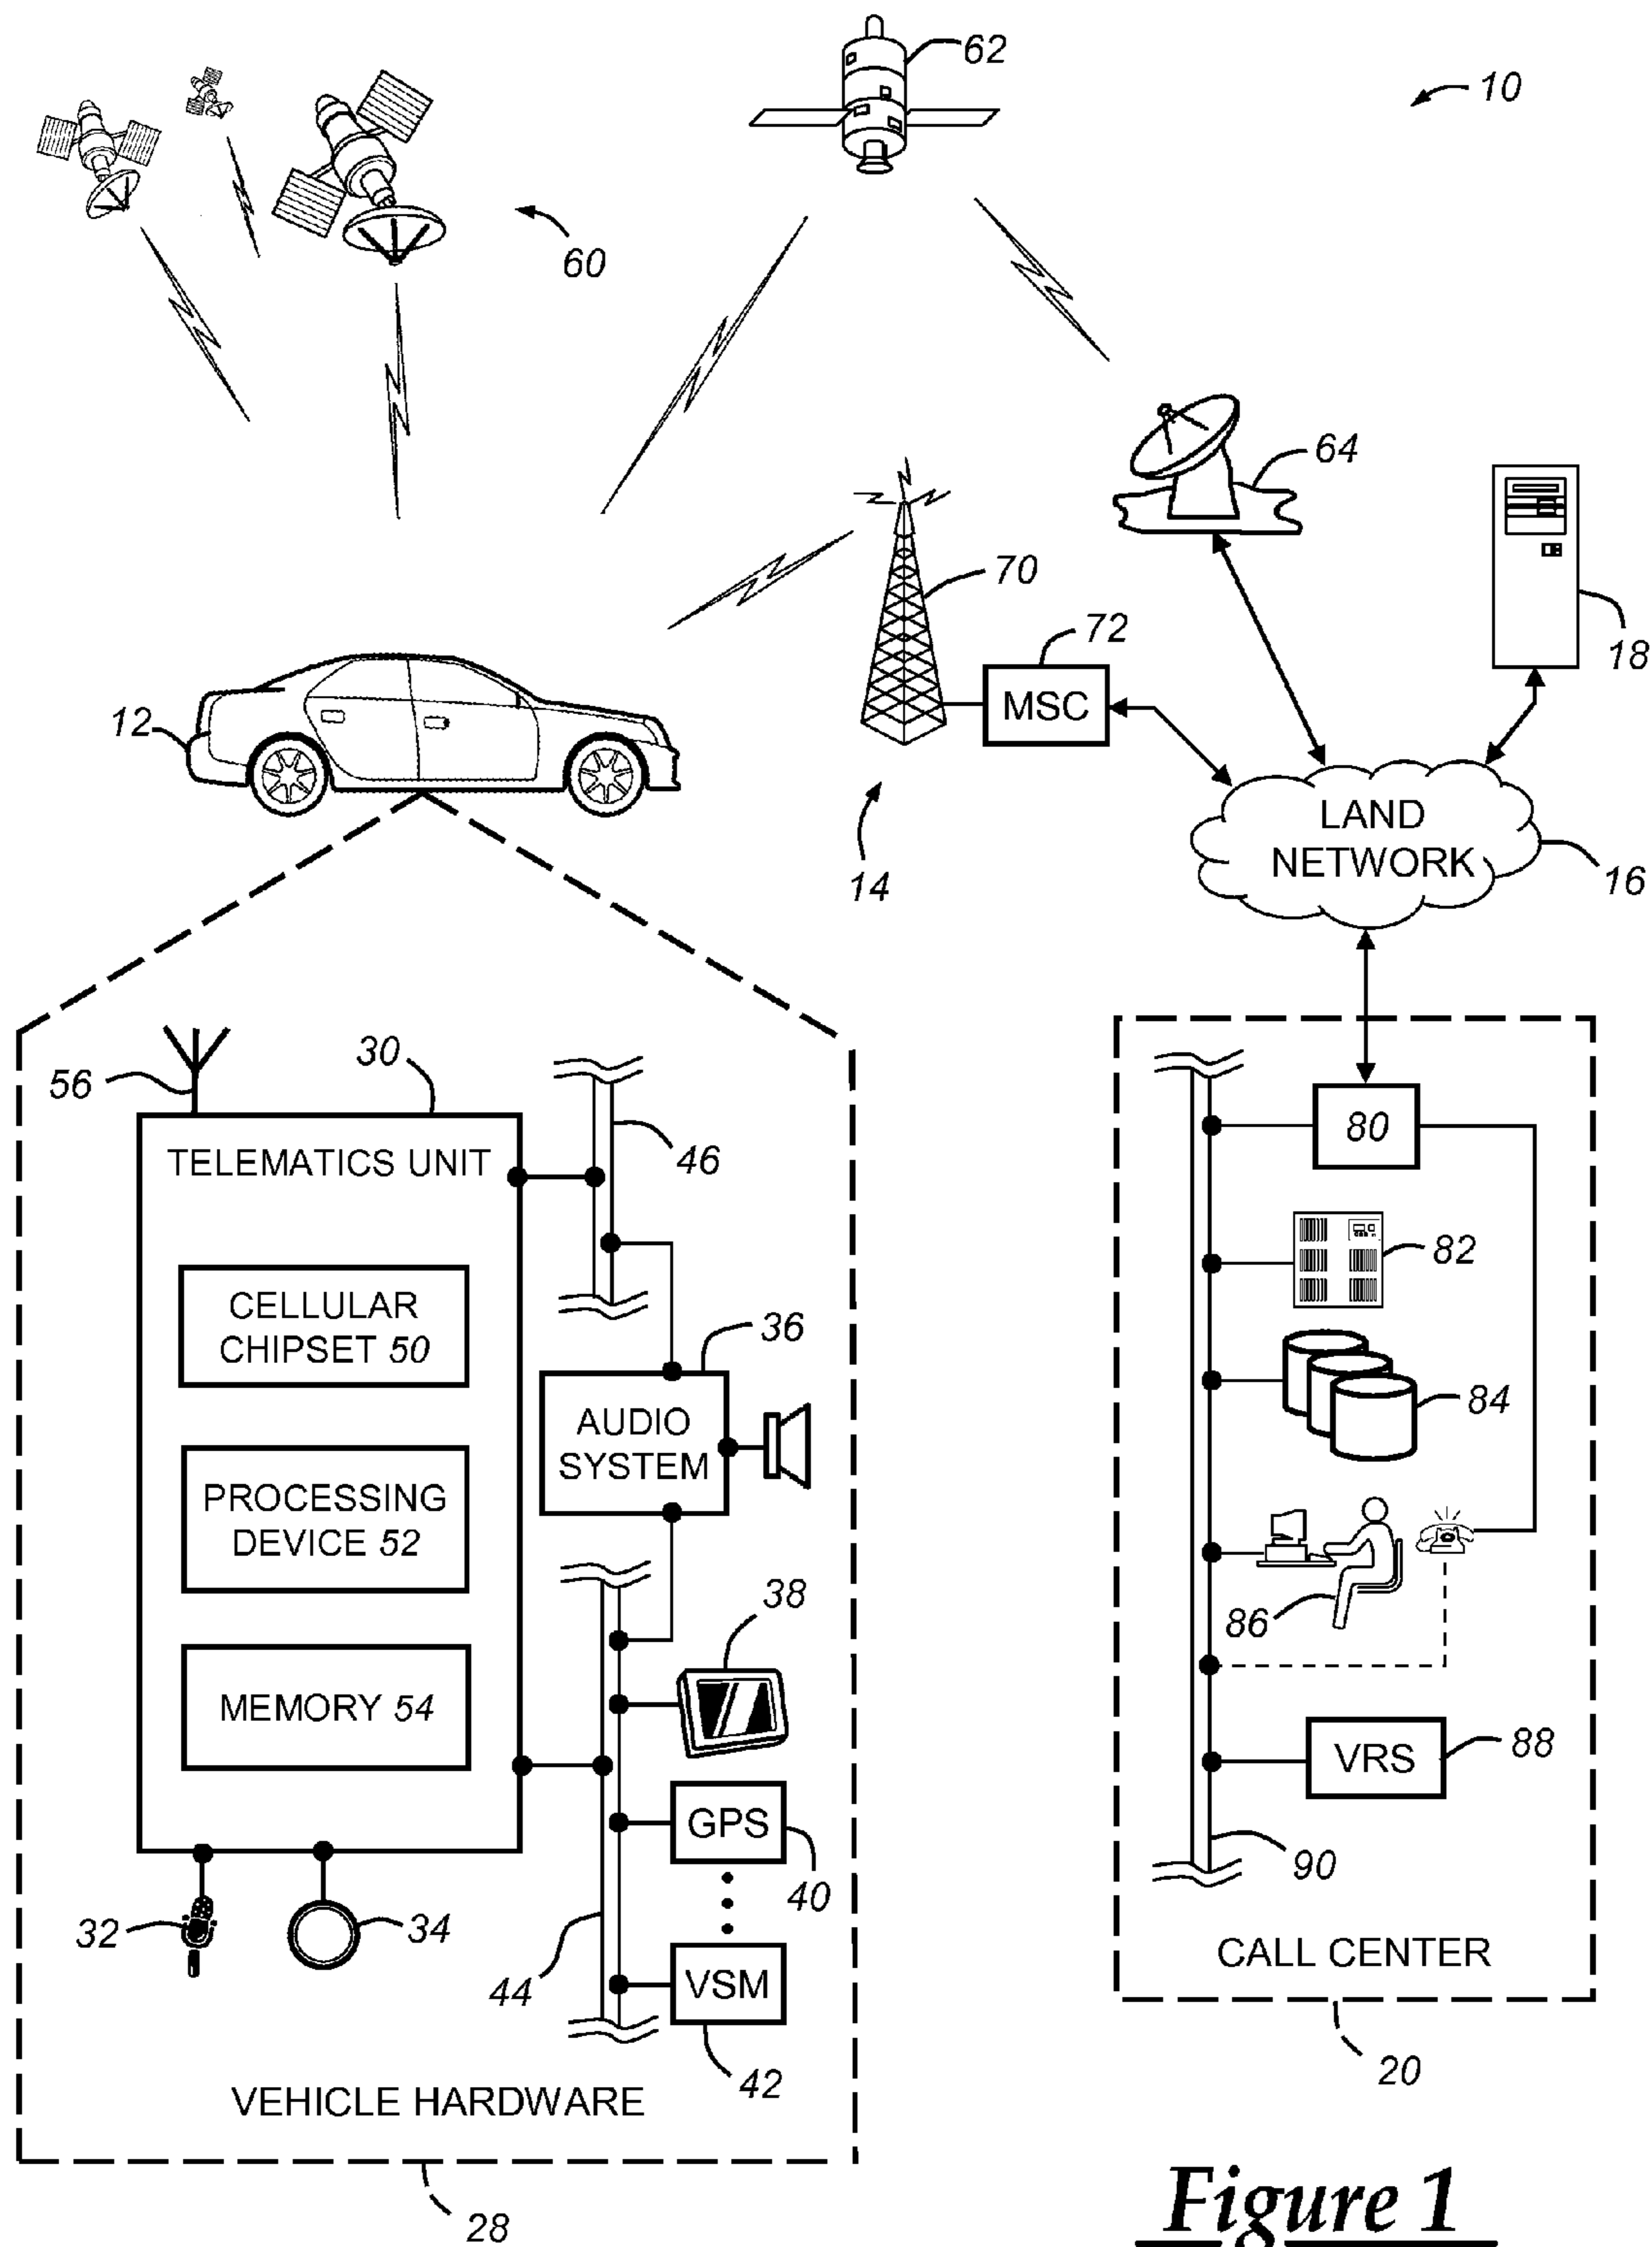 62
10
60
64
70
18
72
MSC
12
LAND
NETWORK
14
16
30
56
TELEMATICS UNIT
46
80
82
CELLULAR
CHIPSET 50
36
AUDIO
SYSTEM
84
PROCESSING
DEVICE 52
38
86
MEMORY 54
VRS
88
GPS
40
90
32
34
44
VSM
CALL CENTER
42
20
VEHICLE HARDWARE
28
Figure 1